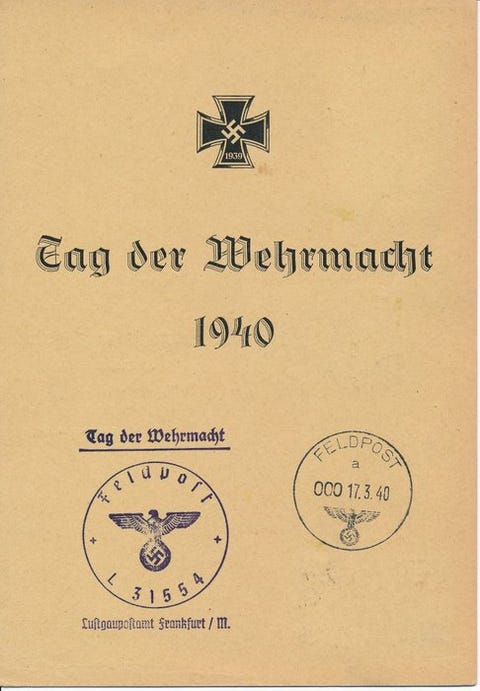 1939
Tag der Wehrmacht
1940
Tag der Wehrmacht
Feldpost
L 31554
Luftgaupostamt Frankfurt / M.
FELDPOST
a
000 17.3.40